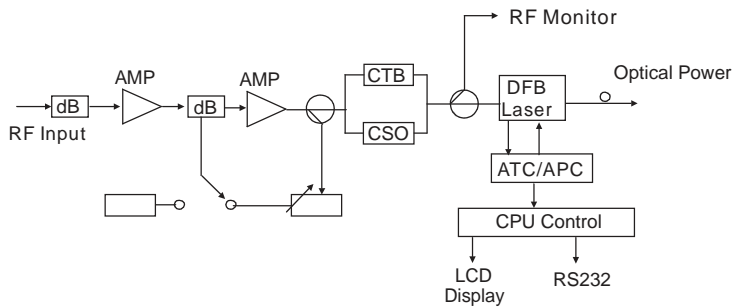 RF Monitor
AMP
AMP
CTB
DFB
Laser
Optical Power
dB
dB
RF Input
CSO
ATC/APC
CPU Control
LCD
Display
RS232